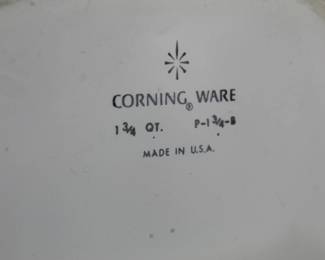 CORNING® WARE
1 3/4 QT. P-1 3/4-B
MADE IN U.S.A.